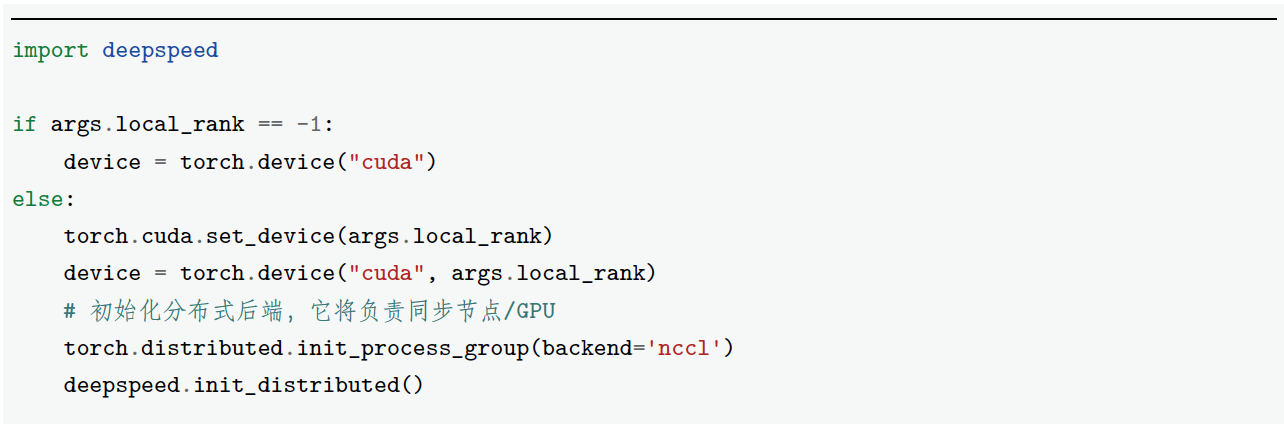 import deepspeed
if args.local_rank == -1:
    device = torch.device("cuda")
else:
    torch.cuda.set_device(args.local_rank)
    device = torch.device("cuda", args.local_rank)
    # 初始化分布式后端，它将负责同步节点/GPU
    torch.distributed.init_process_group(backend='nccl')
    deepspeed.init_distributed()